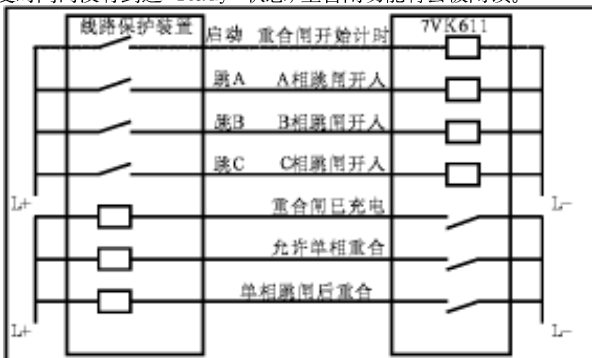 线路保护装置 7VK611
启动 重合闸开始计时
跳A A相跳闸开入
跳B B相跳闸开入
跳C C相跳闸开入
L+ L-
重合闸已充电
允许单相重合
单相跳闸后重合
L+ L-